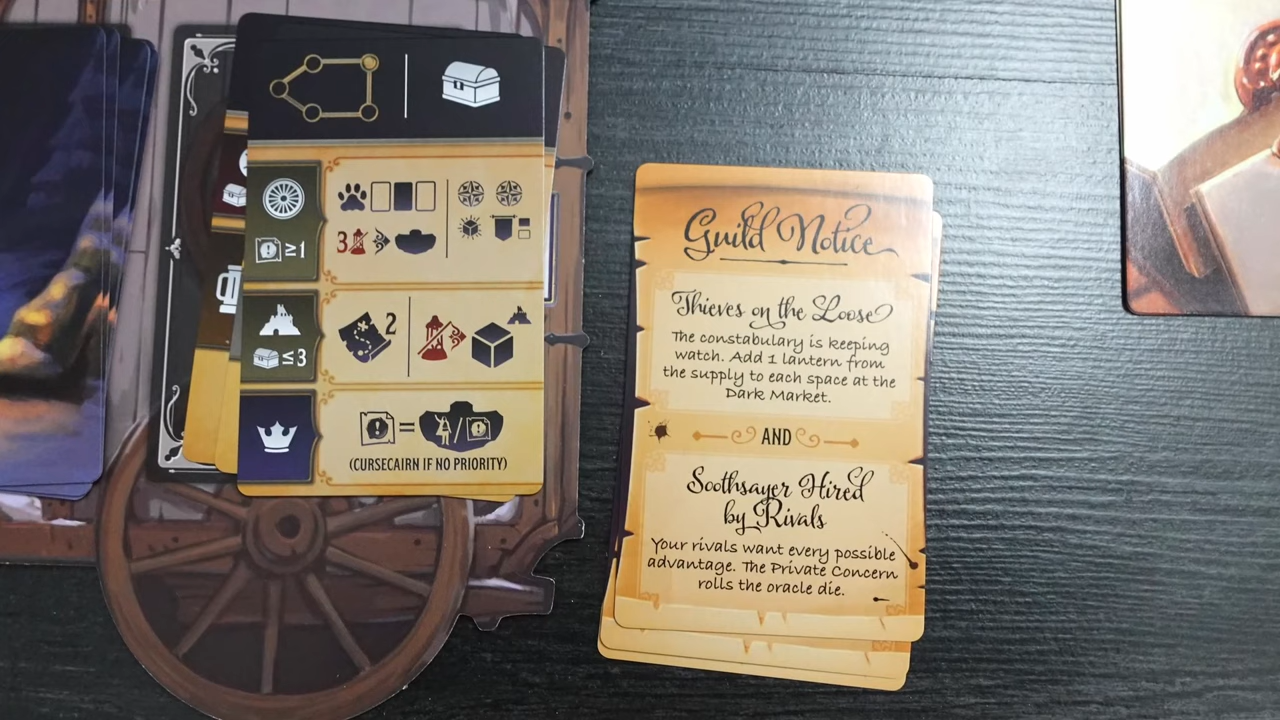 ≥1
3
2
≤3
=
/
(CURSECAIRN IF NO PRIORITY)
Guild Notice
Thieves on the Loose
The constabulary is keeping
watch. Add 1 lantern from
the supply to each space at the
Dark Market.
AND
Soothsayer Hired
by Rivals
Your rivals want every possible
advantage. The Private Concern
rolls the oracle die.